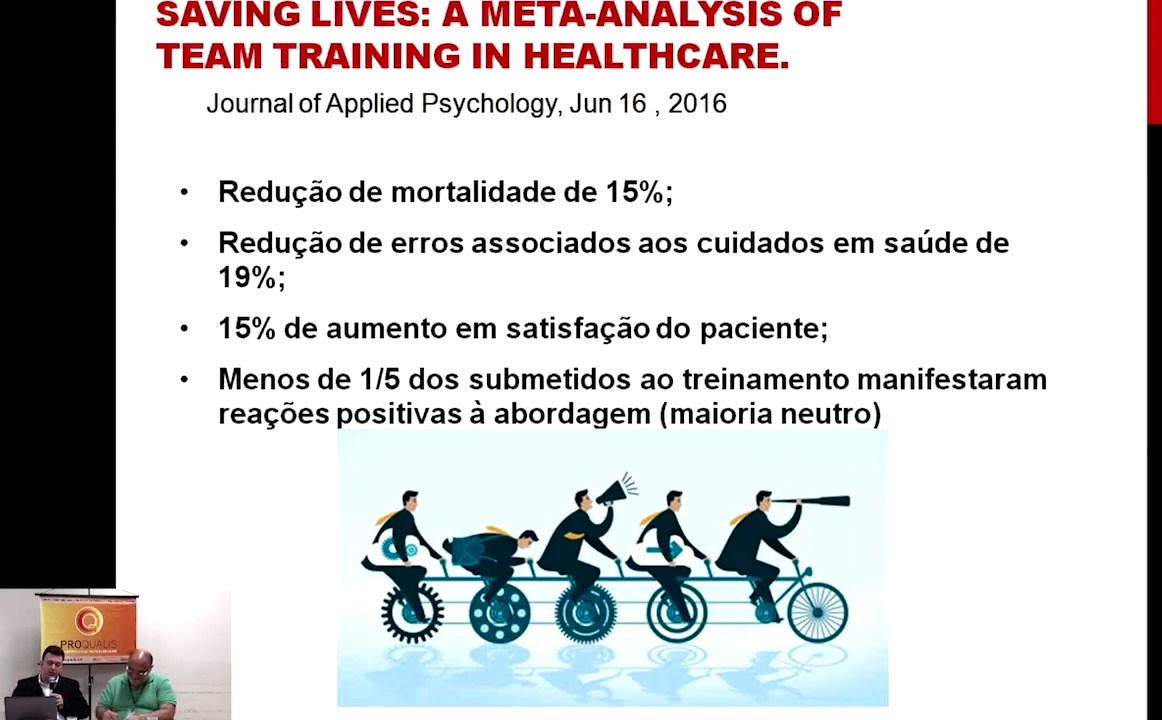 SAVING LIVES: A META-ANALYSIS OF
TEAM TRAINING IN HEALTHCARE.
Journal of Applied Psychology, Jun 16 , 2016
• Redução de mortalidade de 15%;
• Redução de erros associados aos cuidados em saúde de
19%;
• 15% de aumento em satisfação do paciente;
• Menos de 1/5 dos submetidos ao treinamento manifestaram
reações positivas à abordagem (maioria neutro)
PROQUALIS